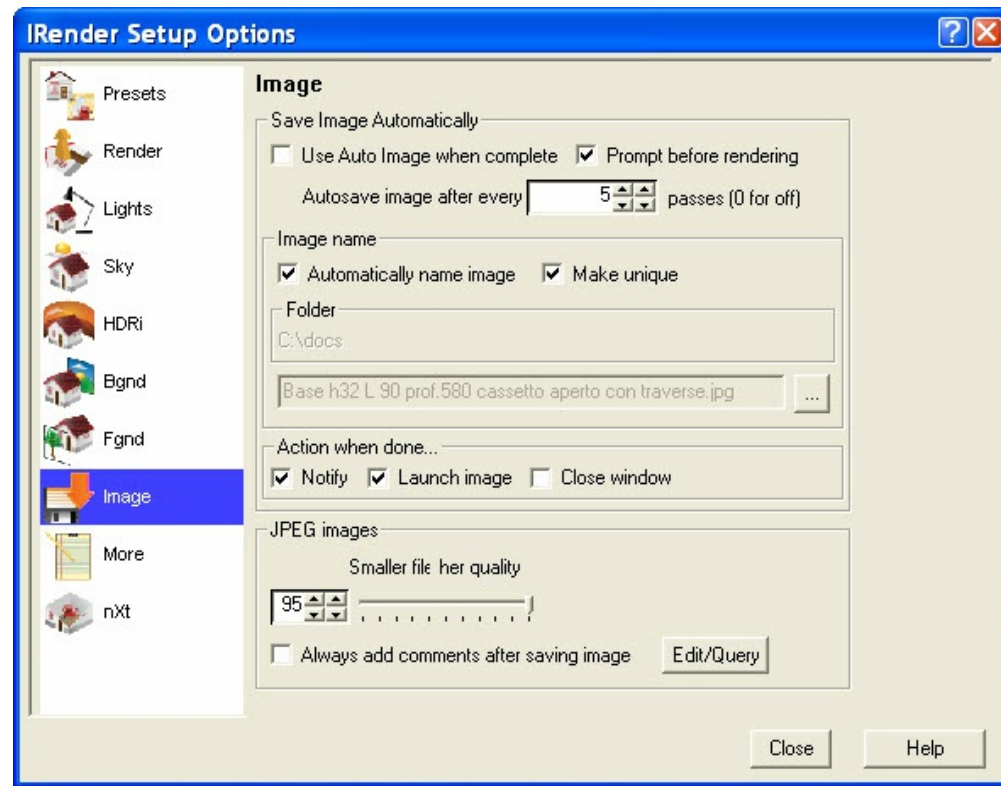 IRender Setup Options
Presets
Render
Lights
Sky
HDRi
Bgnd
Fgnd
Image
More
nXt
Image
Save Image Automatically
Use Auto Image when complete Prompt before rendering
Autosave image after every 5 passes (0 for off)
Image name
Automatically name image Make unique
Folder
C:\docs
Base h32 L 90 prof.580 cassetto aperto con traverse.jpg ...
Action when done...
Notify Launch image Close window
JPEG images
Smaller file her quality
95
Always add comments after saving image Edit/Query
Close Help